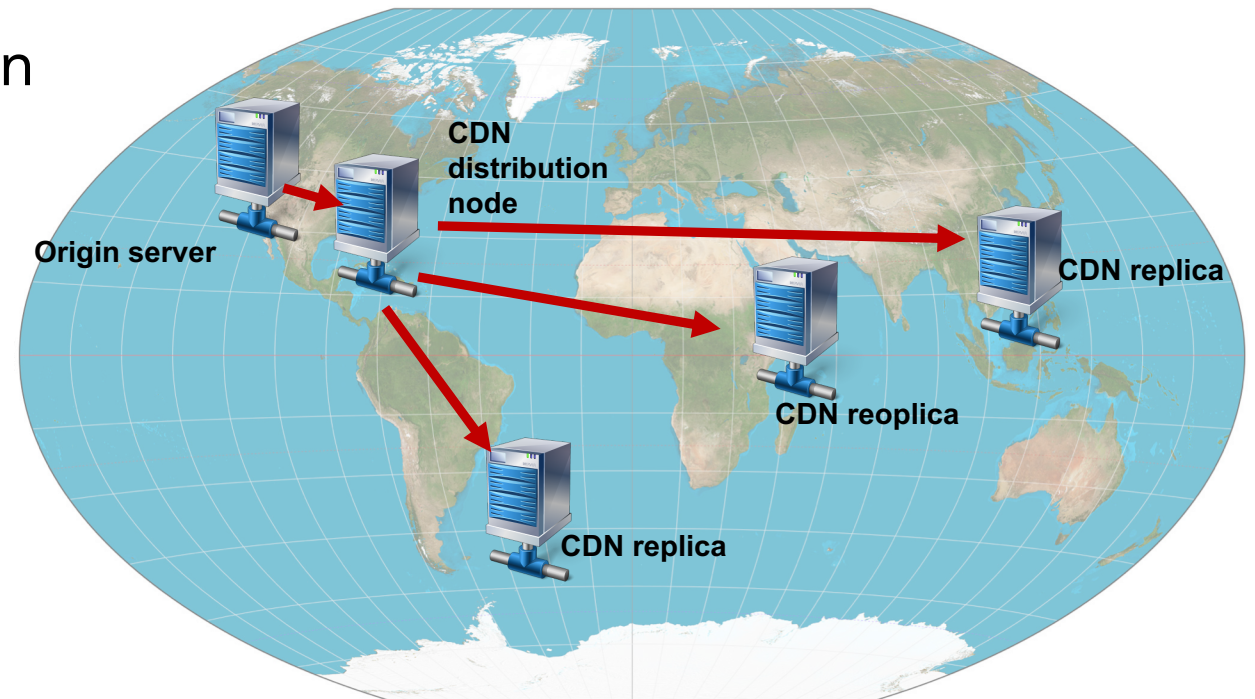 n
CDN
distribution
node
Origin server
CDN replica
CDN reoplica
CDN replica